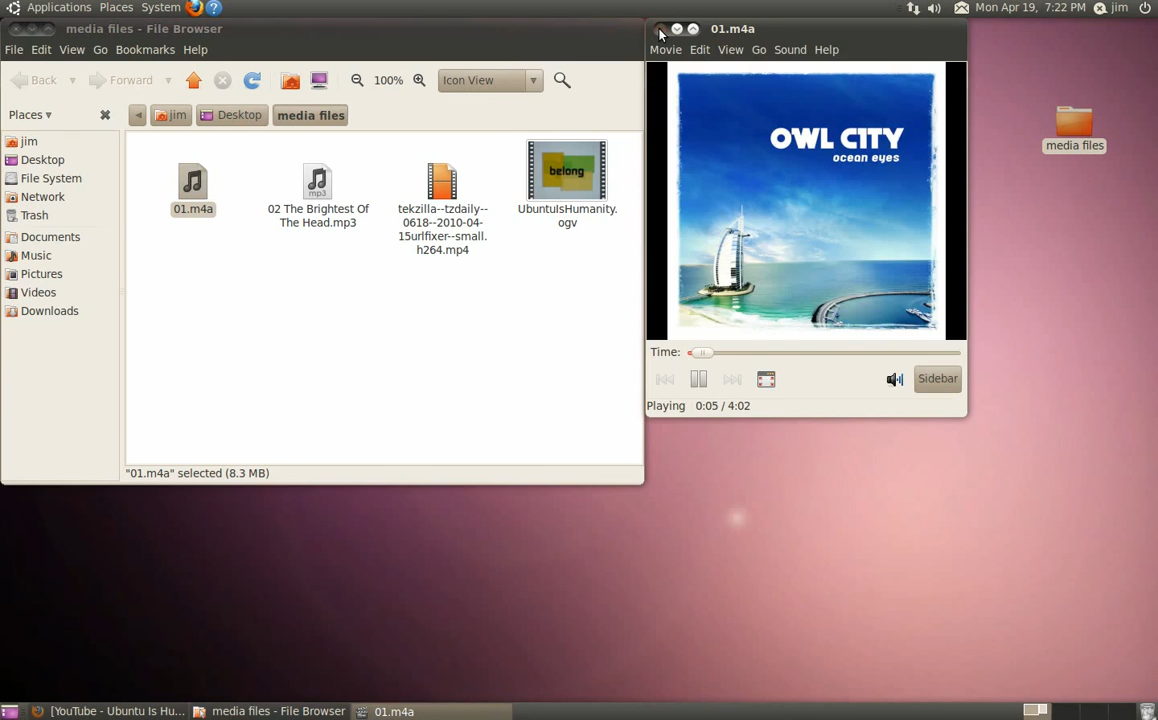 Applications Places System Mon Apr 19, 7:22 PM jim
media files - File Browser
File Edit View Go Bookmarks Help
Back Forward 100% Icon View
Places
jim Desktop media files
jim
Desktop
File System
Network
Trash
Documents
Music
Pictures
Videos
Downloads
01.m4a
mp3
02 The Brightest Of
The Head.mp3
tekzilla--tzdaily--
0618--2010-04-
15urlfixer--small.
h264.mp4
belong
UbuntuIsHumanity.
ogv
"01.m4a" selected (8.3 MB)
01.m4a
Movie Edit View Go Sound Help
OWL CITY
ocean eyes
Time:
Sidebar
Playing 0:05 / 4:02
media files
[YouTube - Ubuntu Is Hu... media files - File Browser 01.m4a